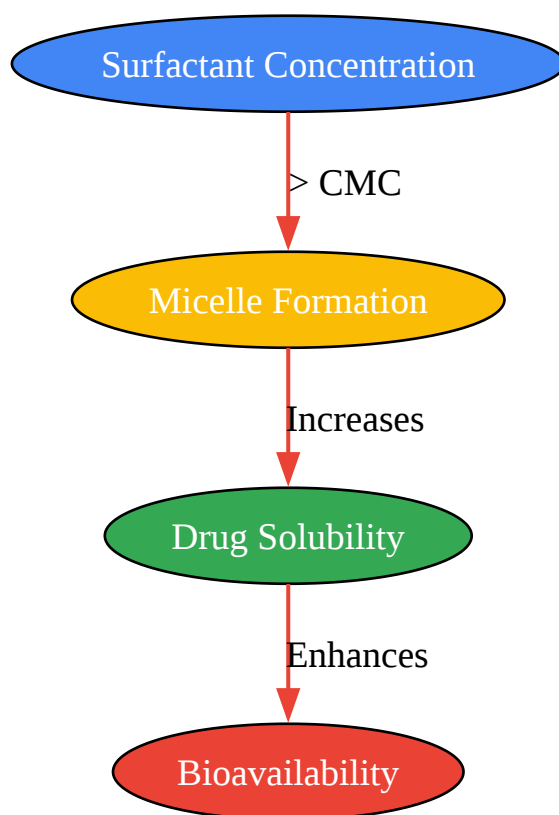 Surfactant Concentration
> CMC
Micelle Formation
Increases
Drug Solubility
Enhances
Bioavailability